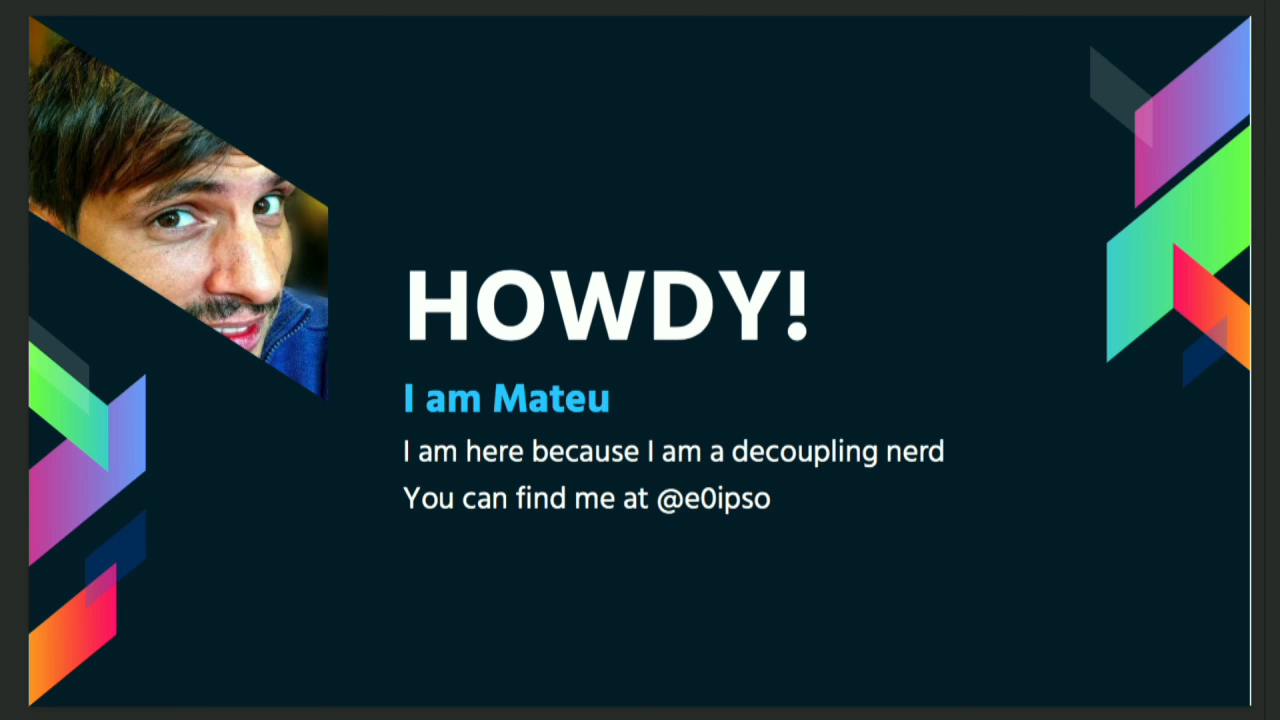 HOWDY!
I am Mateu
I am here because I am a decoupling nerd
You can find me at @e0ipso